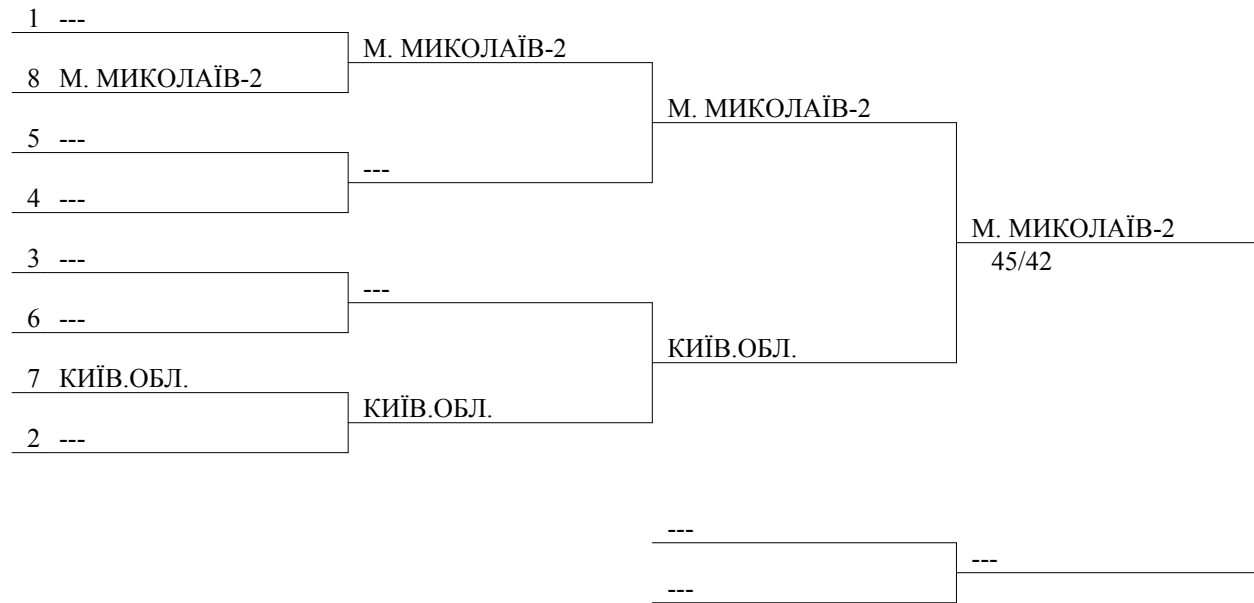 1 ---
М. МИКОЛАЇВ-2
8 М. МИКОЛАЇВ-2
М. МИКОЛАЇВ-2
5 ---
---
4 ---
М. МИКОЛАЇВ-2
45/42
3 ---
---
6 ---
КИЇВ.ОБЛ.
7 КИЇВ.ОБЛ.
КИЇВ.ОБЛ.
2 ---
---
---
---